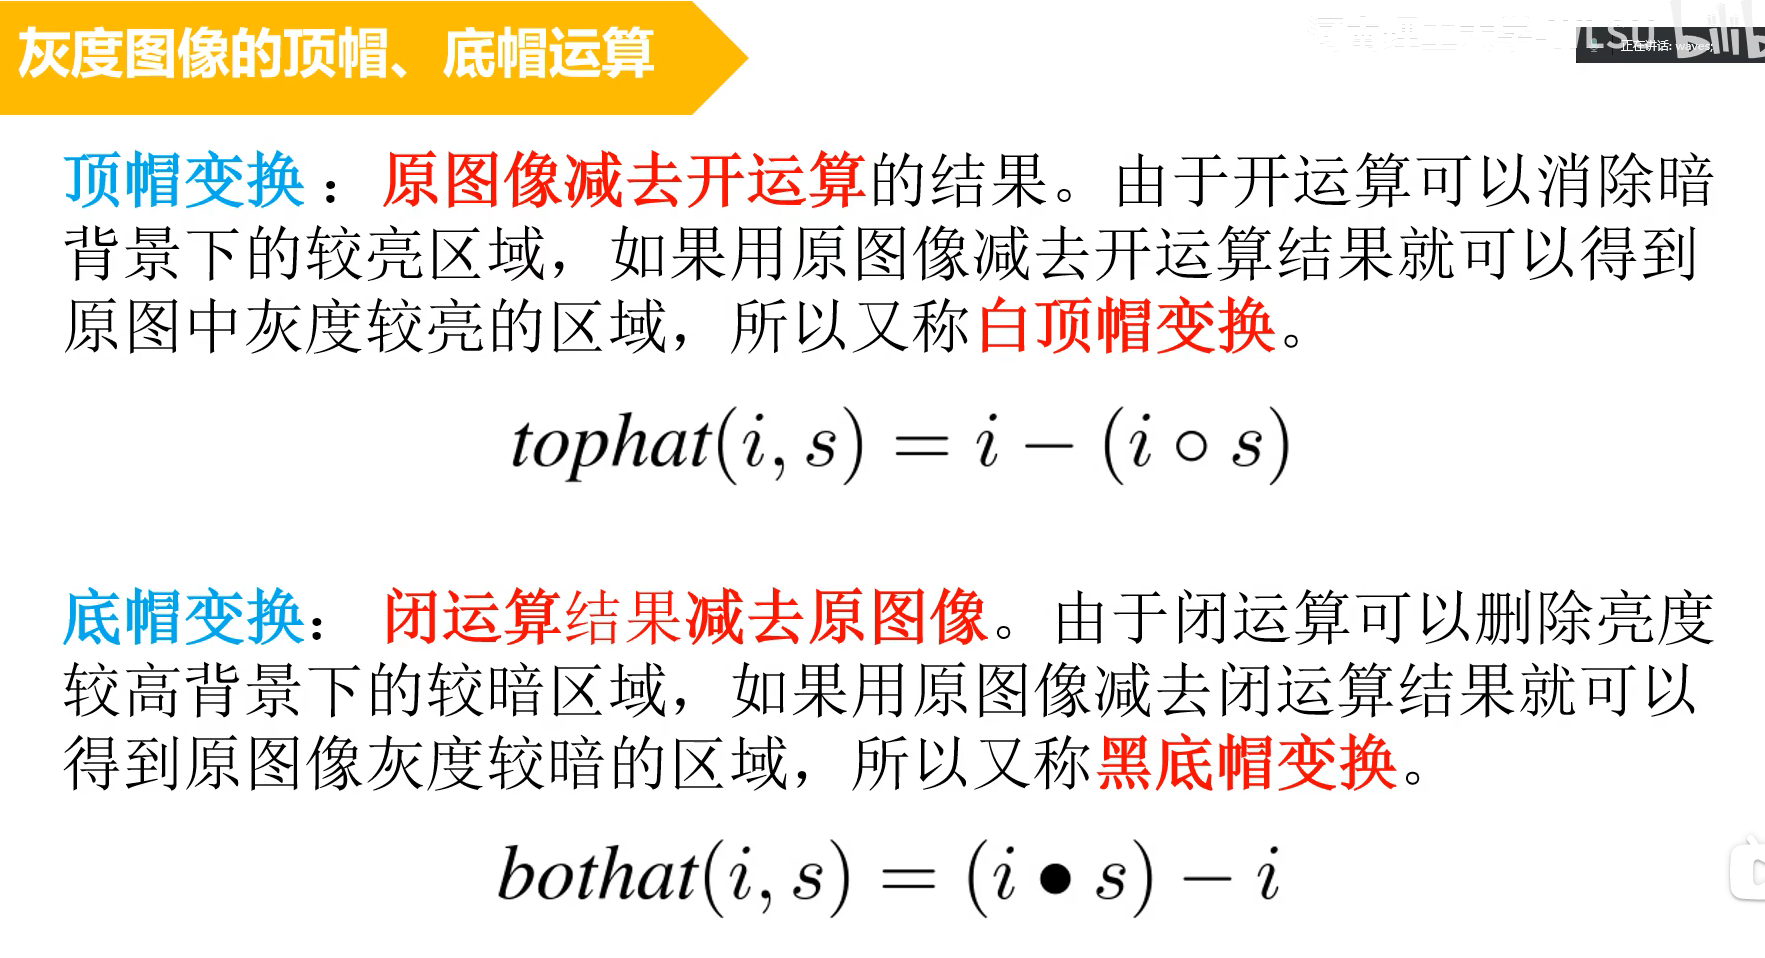 灰度图像的顶帽、底帽运算
正在讲话: waves;
顶帽变换：原图像减去开运算的结果。由于开运算可以消除暗
背景下的较亮区域，如果用原图像减去开运算结果就可以得到
原图中灰度较亮的区域，所以又称白顶帽变换。
tophat(i, s) = i − (i ∘ s)
底帽变换： 闭运算结果减去原图像。由于闭运算可以删除亮度
较高背景下的较暗区域，如果用原图像减去闭运算结果就可以
得到原图像灰度较暗的区域，所以又称黑底帽变换。
bothat(i, s) = (i • s) − i